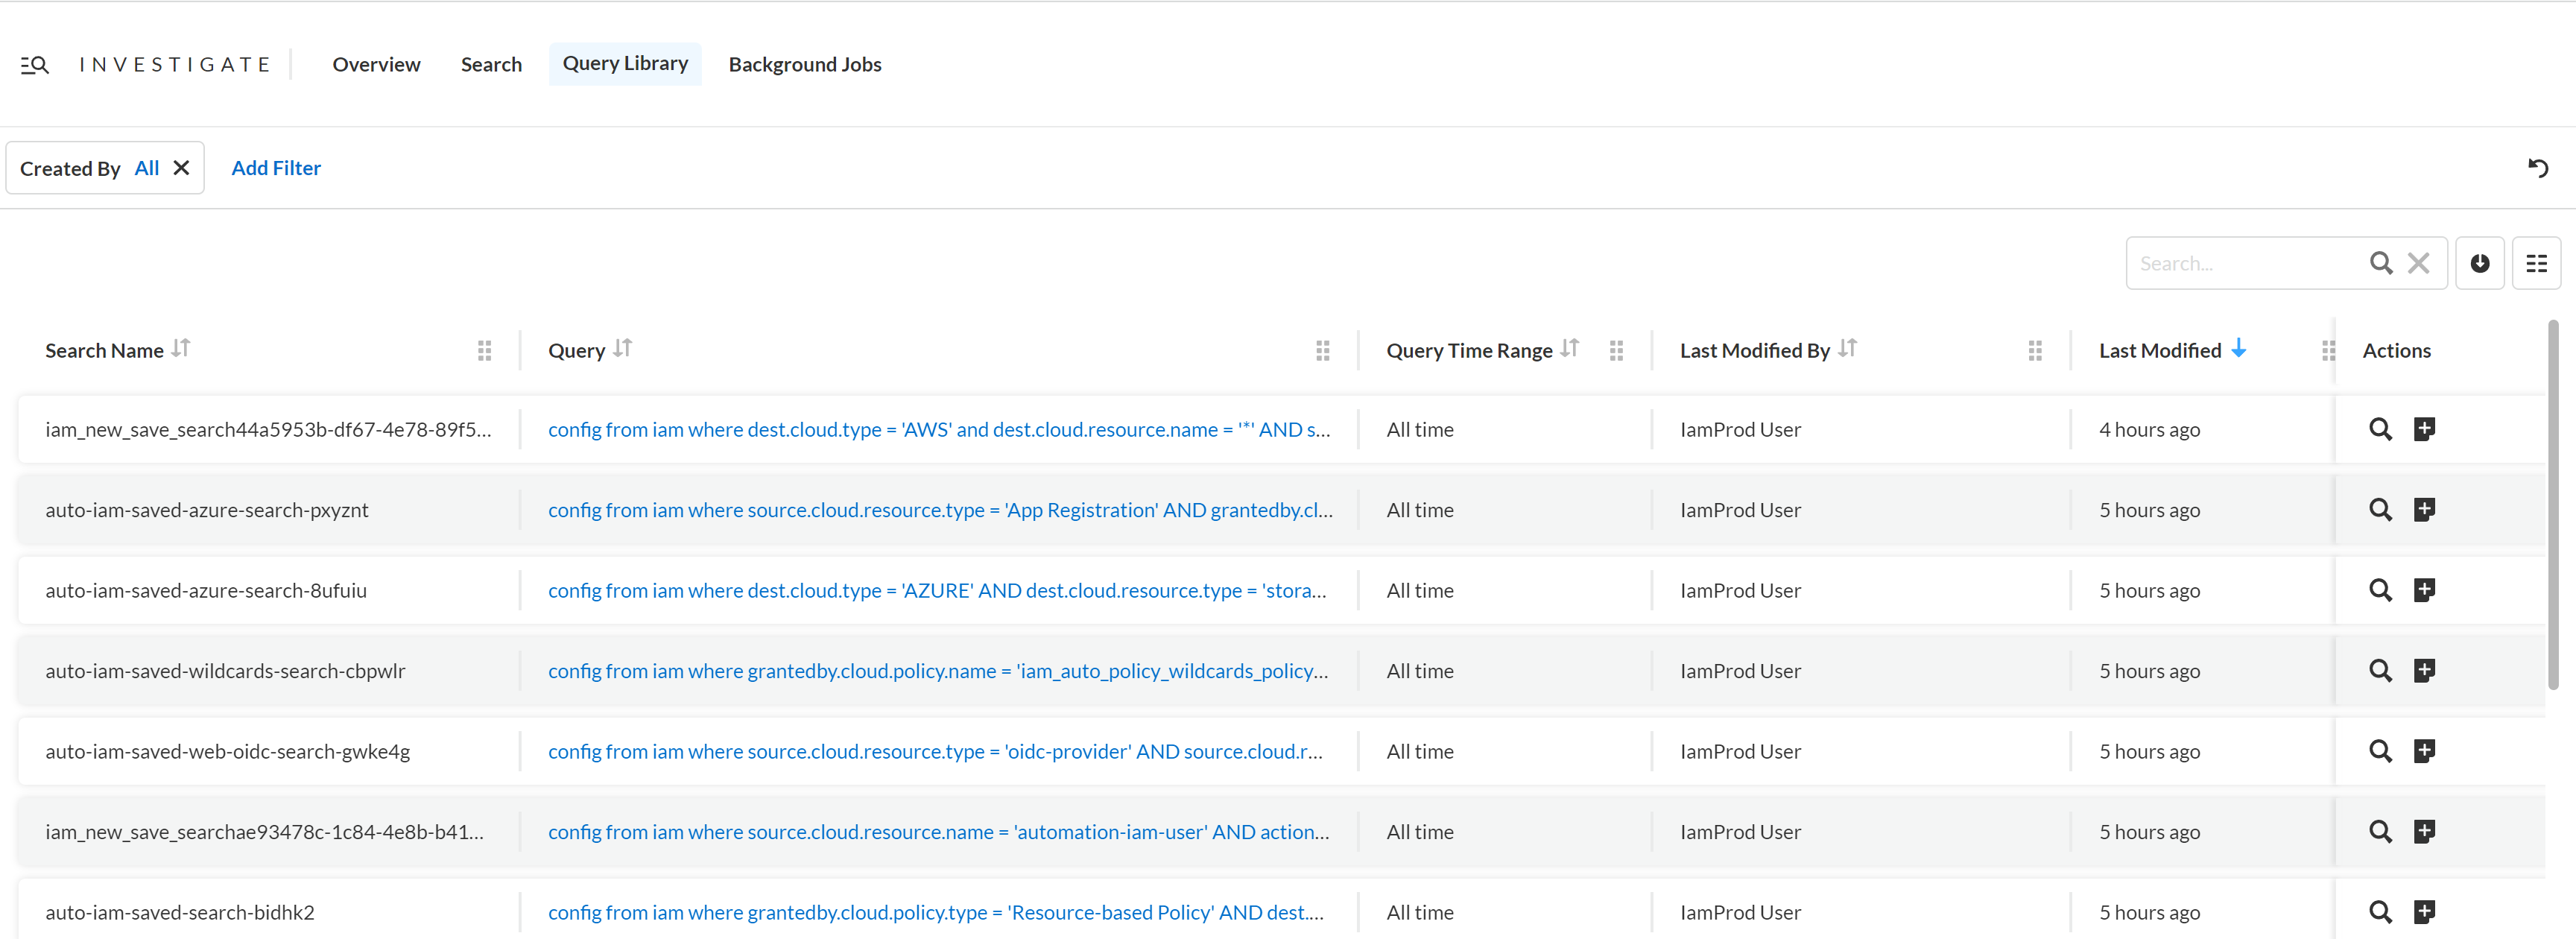 INVESTIGATE Overview Search Query Library Background Jobs
Created By All Add Filter
Search...
Search Name Query Query Time Range Last Modified By Last Modified Actions
iam_new_save_search44a5953b-df67-4e78-89f5... config from iam where dest.cloud.type = 'AWS' and dest.cloud.resource.name = '*' AND s... All time IamProd User 4 hours ago
auto-iam-saved-azure-search-pxyznt config from iam where source.cloud.resource.type = 'App Registration' AND grantedby.cl... All time IamProd User 5 hours ago
auto-iam-saved-azure-search-8ufuiu config from iam where dest.cloud.type = 'AZURE' AND dest.cloud.resource.type = 'stora... All time IamProd User 5 hours ago
auto-iam-saved-wildcards-search-cbpwlr config from iam where grantedby.cloud.policy.name = 'iam_auto_policy_wildcards_policy... All time IamProd User 5 hours ago
auto-iam-saved-web-oidc-search-gwke4g config from iam where source.cloud.resource.type = 'oidc-provider' AND source.cloud.r... All time IamProd User 5 hours ago
iam_new_save_searchae93478c-1c84-4e8b-b41... config from iam where source.cloud.resource.name = 'automation-iam-user' AND action... All time IamProd User 5 hours ago
auto-iam-saved-search-bidhk2 config from iam where grantedby.cloud.policy.type = 'Resource-based Policy' AND dest.... All time IamProd User 5 hours ago